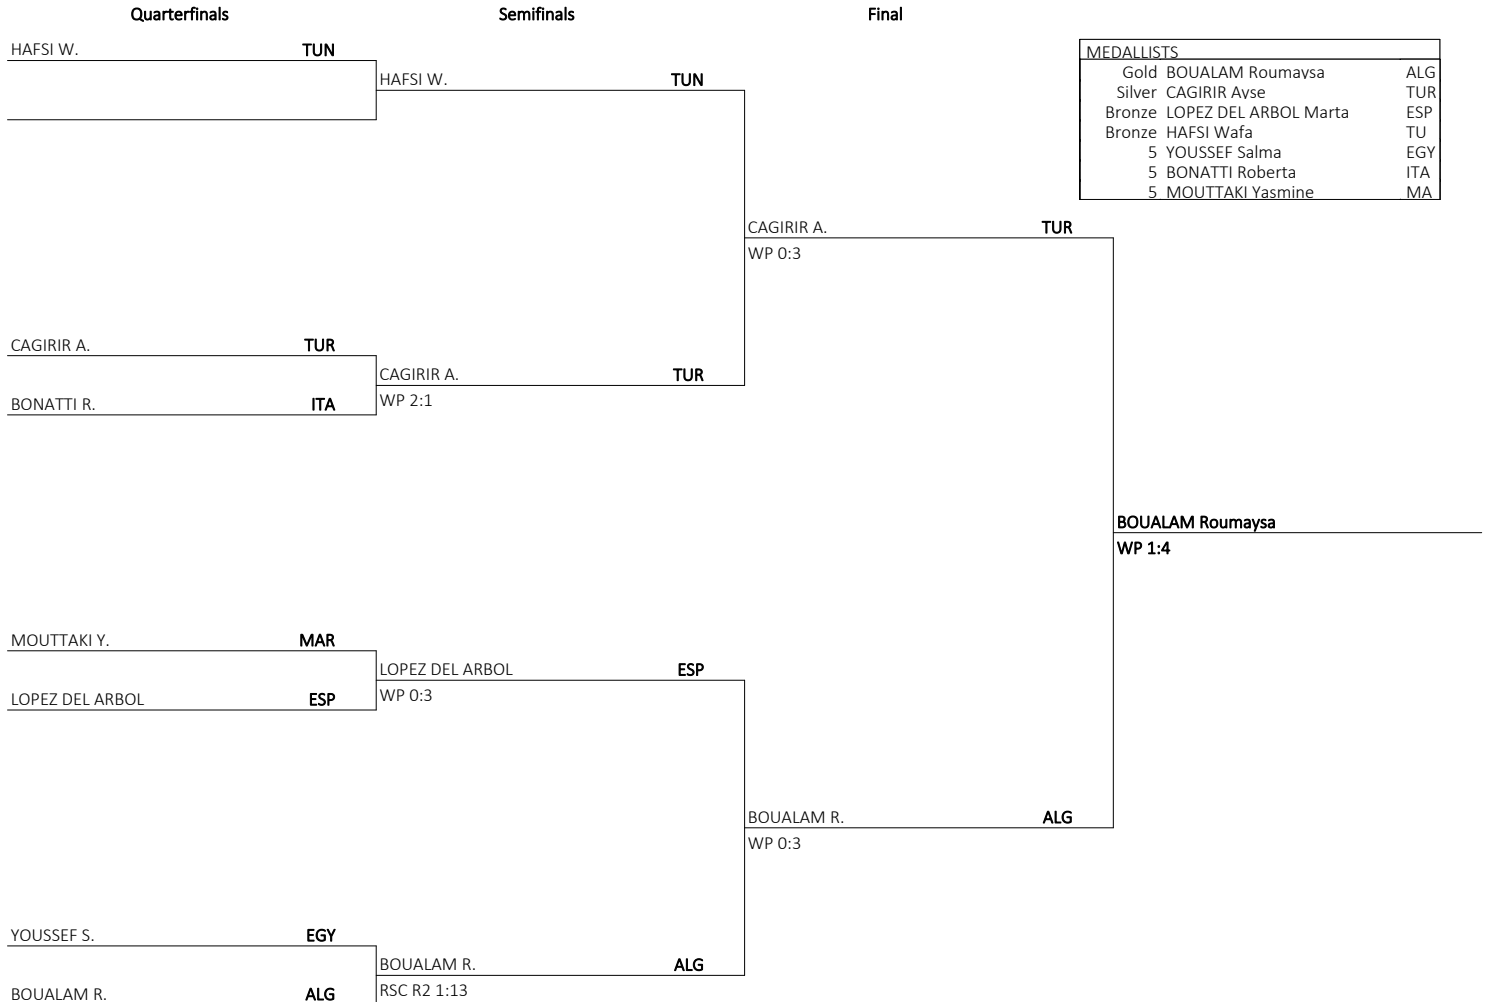 Quarterfinals Semifinals Final
HAFSI W. TUN
HAFSI W. TUN
MEDALLISTS
Gold BOUALAM Roumaysa ALG
Silver CAGIRIR Ayse TUR
Bronze LOPEZ DEL ARBOL Marta ESP
Bronze HAFSI Wafa TU
5 YOUSSEF Salma EGY
5 BONATTI Roberta ITA
5 MOUTTAKI Yasmine MA
CAGIRIR A. TUR
WP 0:3
CAGIRIR A. TUR
CAGIRIR A. TUR
BONATTI R. ITA
WP 2:1
BOUALAM Roumaysa
WP 1:4
MOUTTAKI Y. MAR
LOPEZ DEL ARBOL ESP
LOPEZ DEL ARBOL ESP
WP 0:3
BOUALAM R. ALG
WP 0:3
YOUSSEF S. EGY
BOUALAM R. ALG
BOUALAM R. ALG
RSC R2 1:13